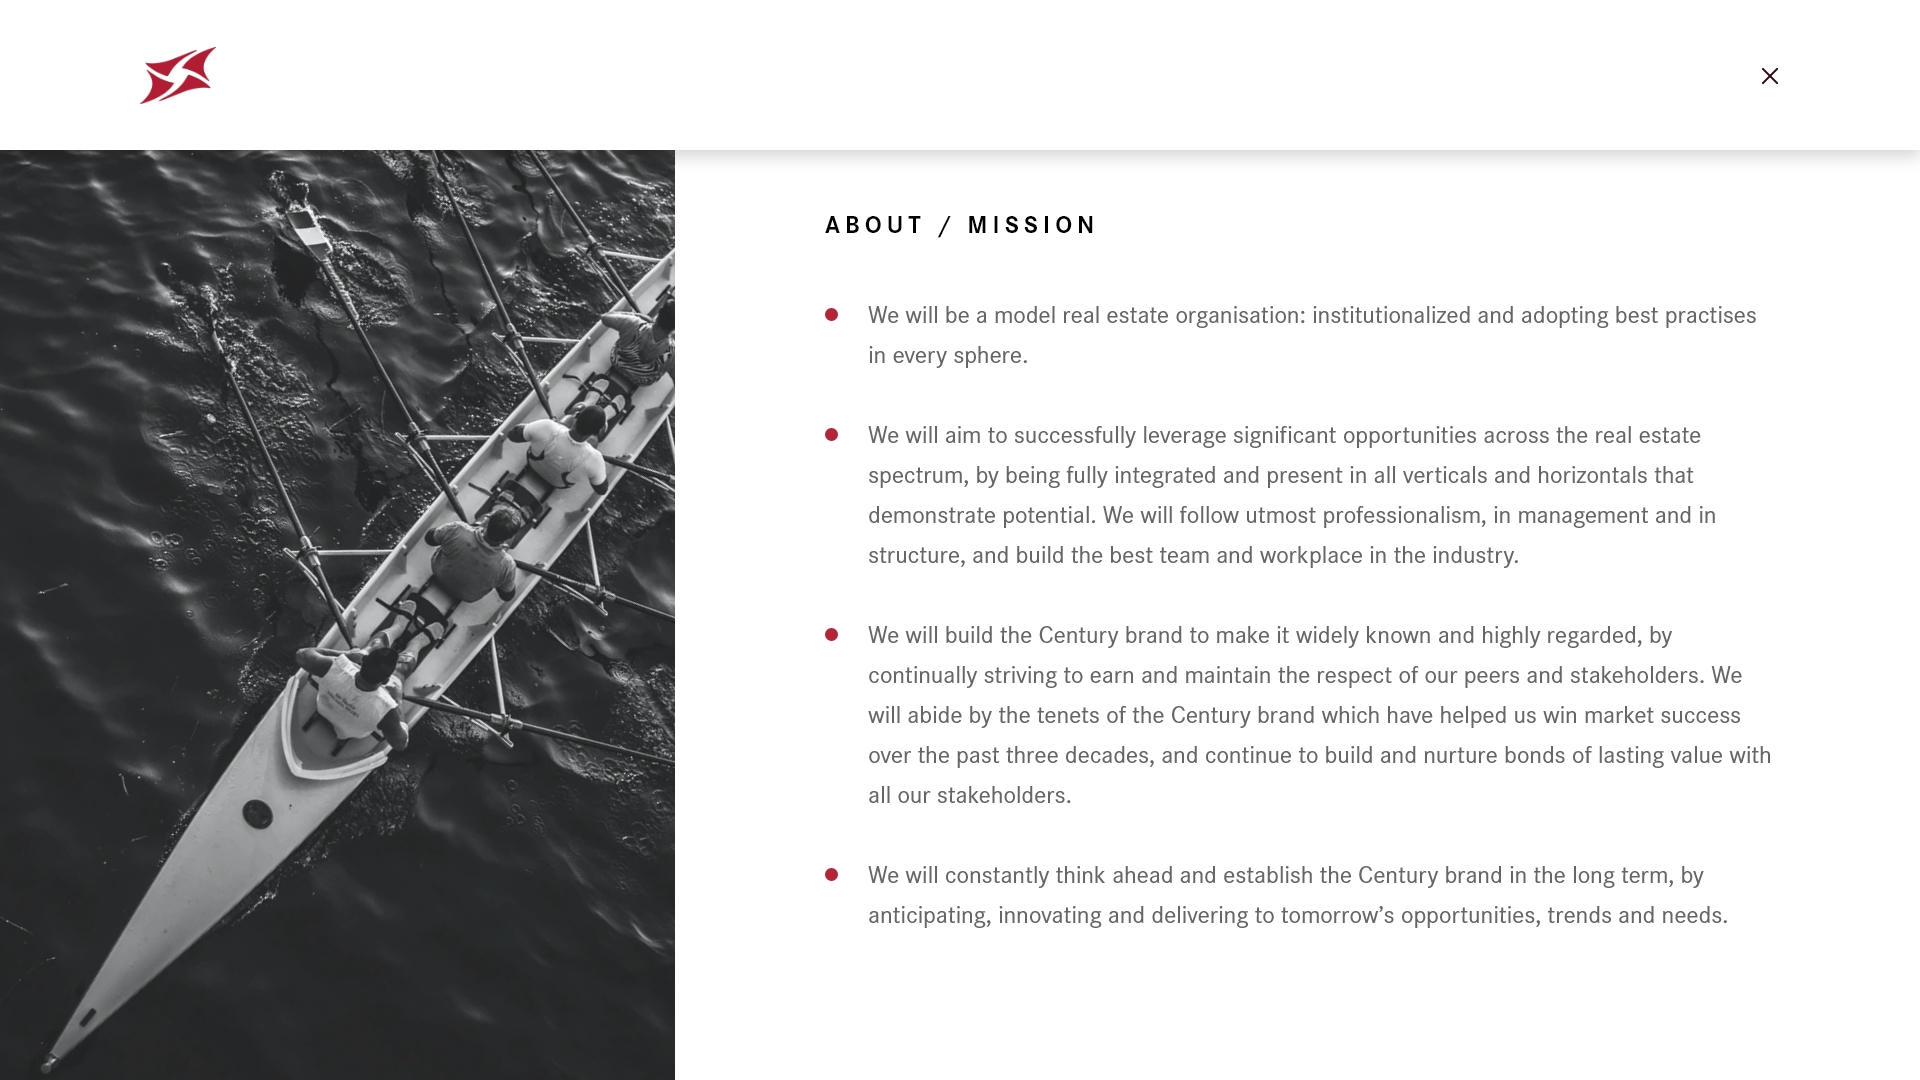 ABOUT / MISSION
We will be a model real estate organisation: institutionalized and adopting best practises
in every sphere.
We will aim to successfully leverage significant opportunities across the real estate
spectrum, by being fully integrated and present in all verticals and horizontals that
demonstrate potential. We will follow utmost professionalism, in management and in
structure, and build the best team and workplace in the industry.
We will build the Century brand to make it widely known and highly regarded, by
continually striving to earn and maintain the respect of our peers and stakeholders. We
will abide by the tenets of the Century brand which have helped us win market success
over the past three decades, and continue to build and nurture bonds of lasting value with
all our stakeholders.
We will constantly think ahead and establish the Century brand in the long term, by
anticipating, innovating and delivering to tomorrow’s opportunities, trends and needs.